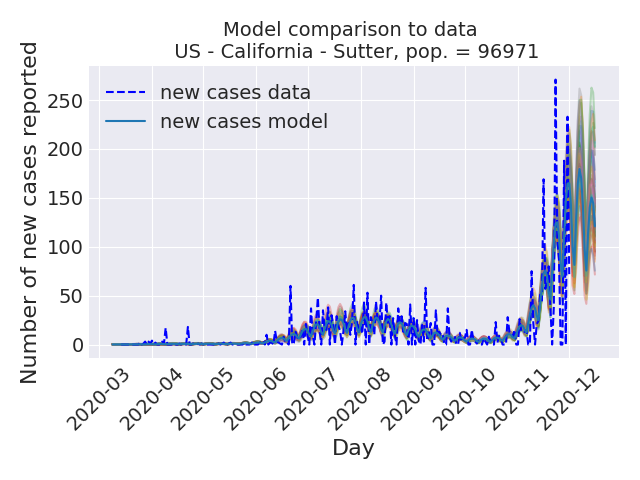 Model comparison to data
US - California - Sutter, pop. = 96971
Number of new cases reported
250
200
150
100
50
0
new cases data
new cases model
2020-03
2020-04
2020-05
2020-06
2020-07
2020-08
2020-09
2020-10
2020-11
2020-12
Day